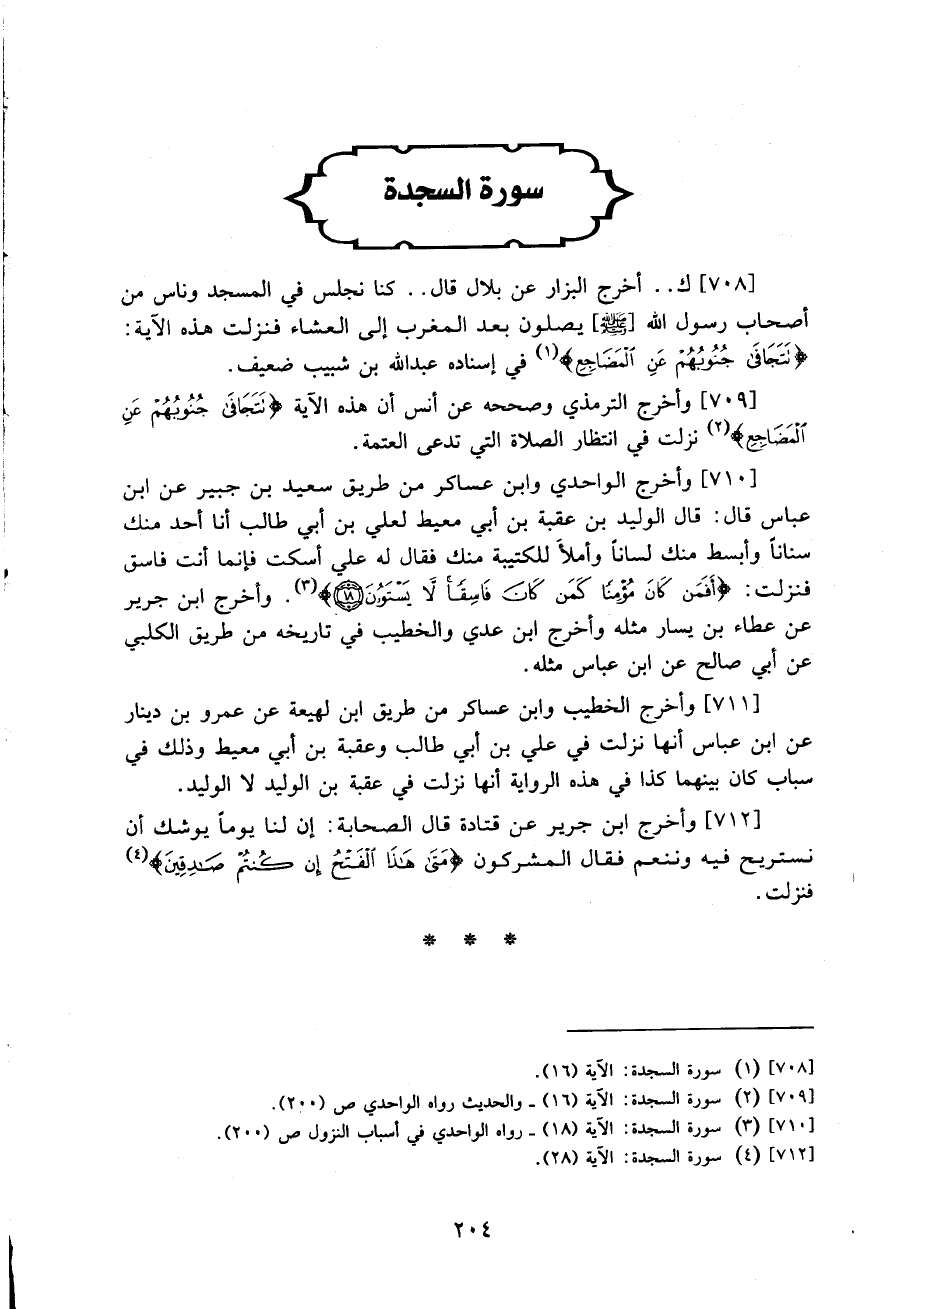 سورة السجدة
[٧٠٨] ك.. أخرج البزار عن بلال قال.. كنا نجلس في المسجد وناس من
أصحاب رسول الله [ﷺ] يصلون بعد المغرب إلى العشاء فنزلت هذه الآية:
﴿نَتَجَافَىٰ جُنُوبُهُمْ عَنِ ٱلْمَضَاجِعِ﴾(١) في إسناده عبدالله بن شبيب ضعيف.
[٧٠٩] وأخرج الترمذي وصححه عن أنس أن هذه الآية ﴿نَتَجَافَىٰ جُنُوبُهُمْ عَنِ
ٱلْمَضَاجِعِ﴾(٢) نزلت في انتظار الصلاة التي تدعى العتمة.
[٧١٠] وأخرج الواحدي وابن عساكر من طريق سعيد بن جبير عن ابن
عباس قال: قال الوليد بن عقبة بن أبي معيط لعلي بن أبي طالب أنا أحد منك
سناناً وأبسط منك لساناً وأملأ للكتيبة منك فقال له علي أسكت فإنما أنت فاسق
فنزلت: ﴿أَفَمَن كَانَ مُؤْمِنًا كَمَن كَانَ فَاسِقًا لَّا يَسْتَوُۥنَ ١٨﴾(٣). وأخرج ابن جرير
عن عطاء بن يسار مثله وأخرج ابن عدي والخطيب في تاريخه من طريق الكلبي
عن أبي صالح عن ابن عباس مثله.
[٧١١] وأخرج الخطيب وابن عساكر من طريق ابن لهيعة عن عمرو بن دينار
عن ابن عباس أنها نزلت في علي بن أبي طالب وعقبة بن أبي معيط وذلك في
سباب كان بينهما كذا في هذه الرواية أنها نزلت في عقبة بن الوليد لا الوليد.
[٧١٢] وأخرج ابن جرير عن قتادة قال الصحابة: إن لنا يوماً يوشك أن
نستريح فيه وننعم فقال المشركون ﴿مَتَىٰ هَٰذَا ٱلْفَتْحُ إِن كُنتُمْ صَٰدِقِينَ﴾(٤)
فنزلت.
* * *
[٧٠٨] (١) سورة السجدة: الآية (١٦).
[٧٠٩] (٢) سورة السجدة: الآية (١٦) ـ والحديث رواه الواحدي ص (٢٠٠).
[٧١٠] (٣) سورة السجدة: الآية (١٨) ـ رواه الواحدي في أسباب النزول ص (٢٠٠).
[٧١٢] (٤) سورة السجدة: الآية (٢٨).
٢٠٤